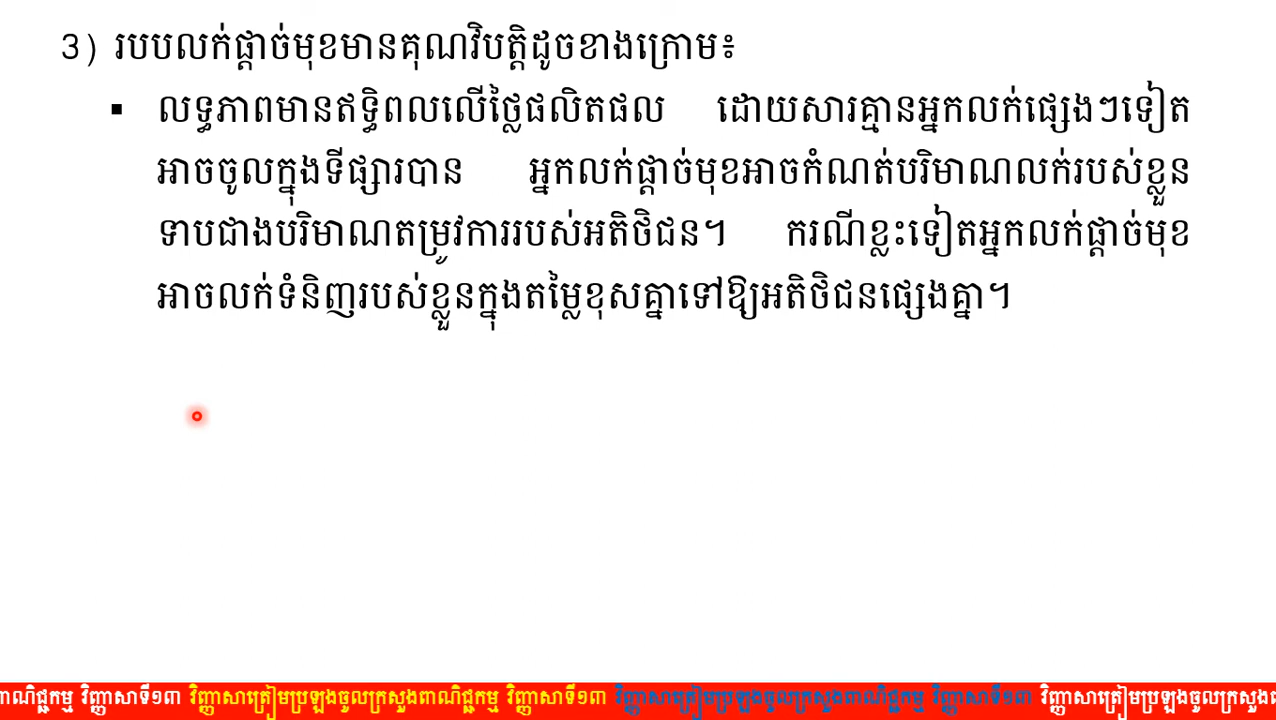 3) របបលក់ផ្តាច់មុខមានគុណវិបត្តិដូចខាងក្រោម៖
▪ លទ្ធភាពមានឥទ្ធិពលលើថ្លៃផលិតផល ដោយសារគ្មានអ្នកលក់ផ្សេងៗទៀត
អាចចូលក្នុងទីផ្សារបាន អ្នកលក់ផ្តាច់មុខអាចកំណត់បរិមាណលក់របស់ខ្លួន
ទាបជាងបរិមាណតម្រូវការរបស់អតិថិជន។ ករណីខ្លះទៀតអ្នកលក់ផ្តាច់មុខ
អាចលក់ទំនិញរបស់ខ្លួនក្នុងតម្លៃខុសគ្នាទៅឱ្យអតិថិជនផ្សេងគ្នា។
ពាណិជ្ជកម្ម វិញ្ញាសាទី១៣ វិញ្ញាសាត្រៀមប្រឡងចូលក្រសួងពាណិជ្ជកម្ម វិញ្ញាសាទី១៣ វិញ្ញាសាត្រៀមប្រឡងចូលក្រសួងពាណិជ្ជកម្ម វិញ្ញាសាទី១៣ វិញ្ញាសាត្រៀមប្រឡងចូលក្រសួង